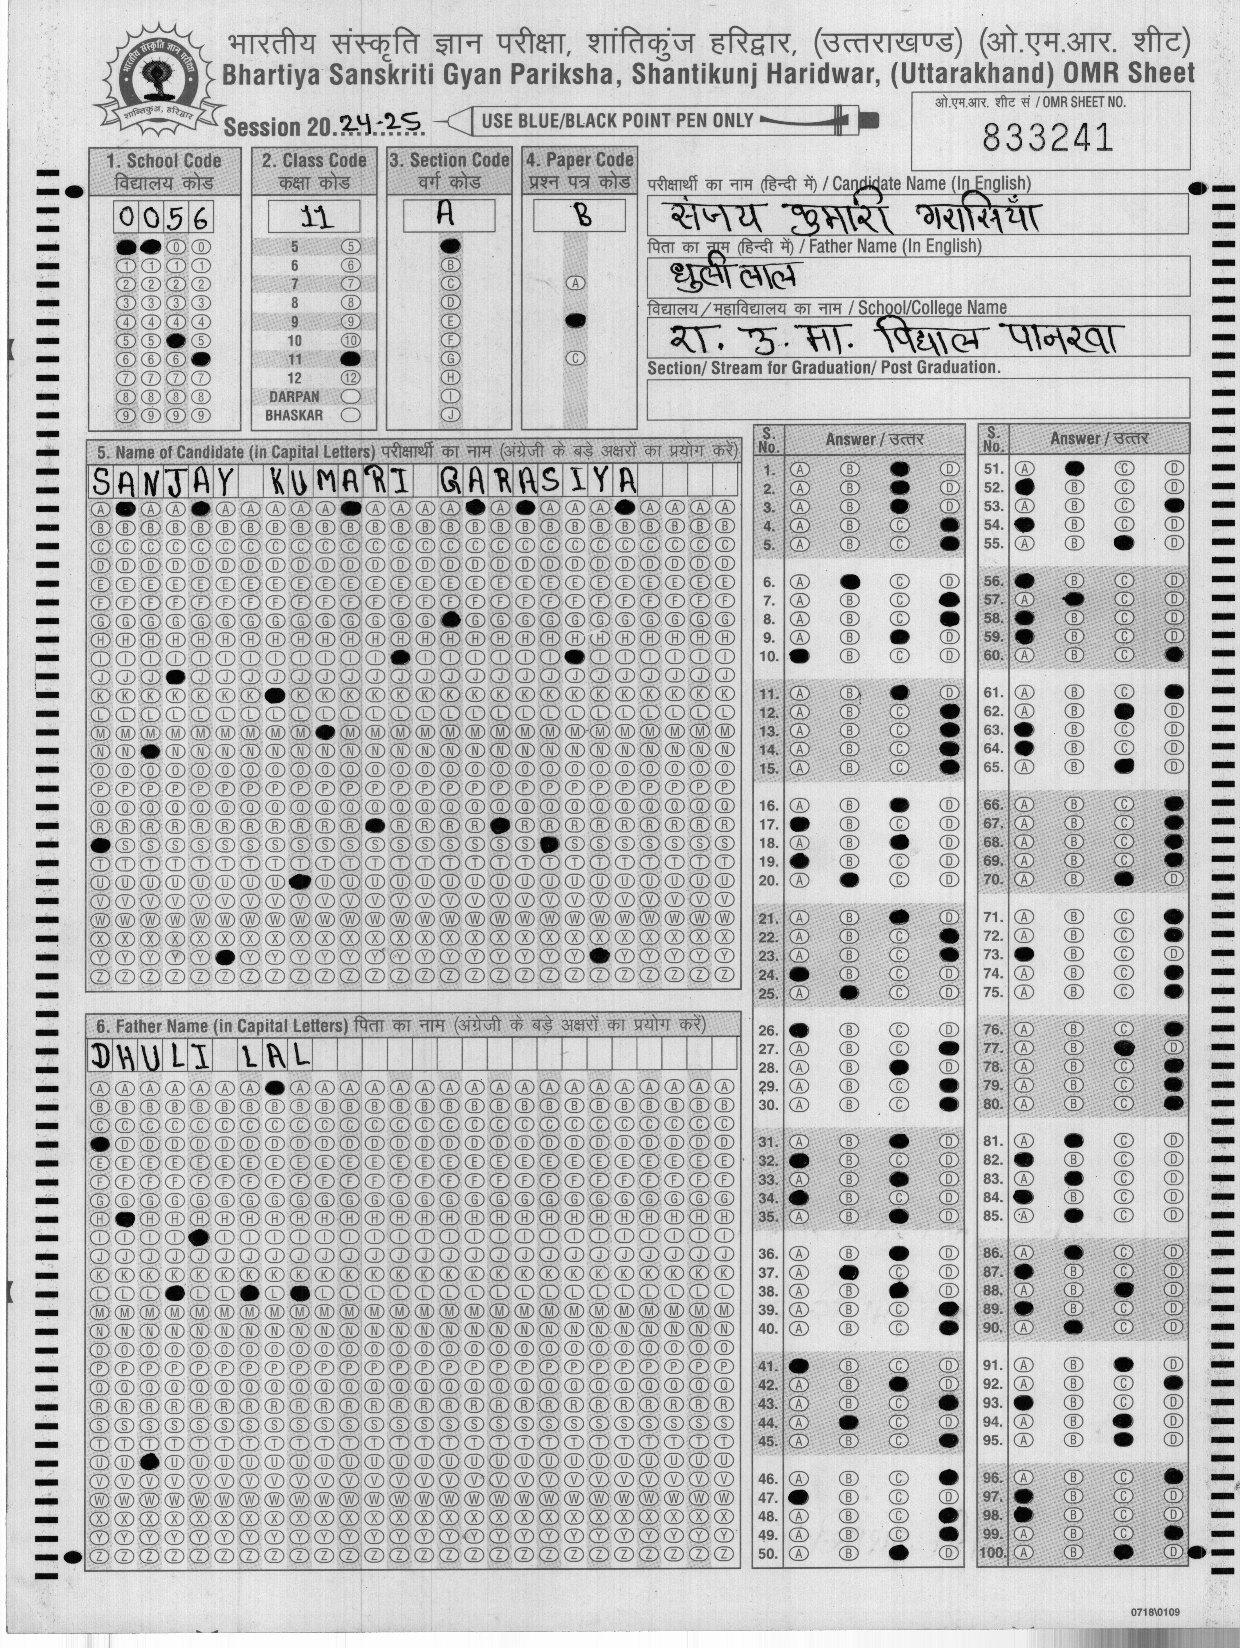 भारतीय संस्कृति ज्ञान परीक्षा, शांतिकुंज हरिद्वार, (उत्तराखण्ड) (ओ.एम.आर. शीट)
Bhartiya Sanskriti Gyan Pariksha, Shantikunj Haridwar, (Uttarakhand) OMR Sheet
Session 20 24-25
USE BLUE/BLACK POINT PEN ONLY
ओ.एम.आर. शीट सं / OMR SHEET NO.
833241
1. School Code
विद्यालय कोड
0056
2. Class Code
कक्षा कोड
11
5
6
7
8
9
10
11
12
DARPAN
BHASKAR
3. Section Code
वर्ग कोड
A
4. Paper Code
प्रश्न पत्र कोड
B
परीक्षार्थी का नाम (हिन्दी में) / Candidate Name (In English)
संजय कुमारी गरासियाँ
पिता का नाम (हिन्दी में) / Father Name (In English)
धुलीलाल
विद्यालय/महाविद्यालय का नाम / School/College Name
रा. उ. मा. विद्याल पानरवा
Section/ Stream for Graduation/ Post Graduation.
5. Name of Candidate (in Capital Letters) परीक्षार्थी का नाम (अंग्रेजी के बड़े अक्षरों का प्रयोग करें)
SANJAY KUMARI GARASIYA
6. Father Name (in Capital Letters) पिता का नाम (अंग्रेजी के बड़े अक्षरों का प्रयोग करें)
DHULI LAL
S. No. Answer / उत्तर
S. No. Answer / उत्तर
0718\0109